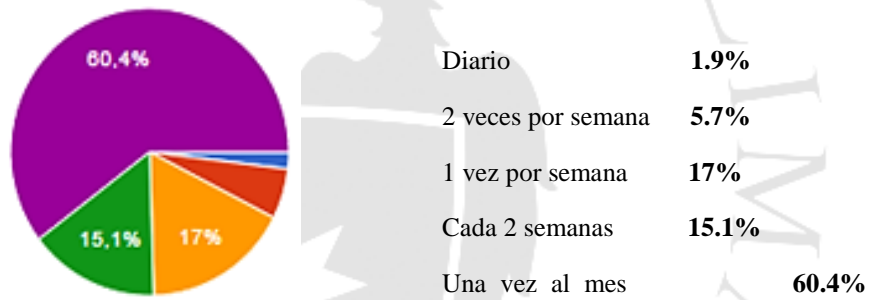 60,4%
15,1%
17%
Diario 1.9%
2 veces por semana 5.7%
1 vez por semana 17%
Cada 2 semanas 15.1%
Una vez al mes 60.4%